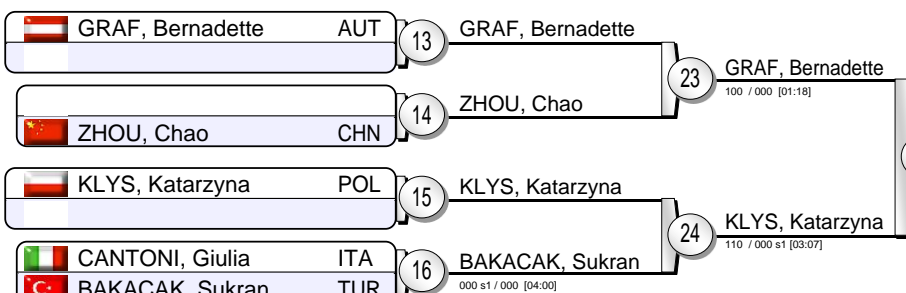 GRAF, Bernadette AUT
13
GRAF, Bernadette
23
GRAF, Bernadette
100 / 000 [01:18]
14
ZHOU, Chao
ZHOU, Chao CHN
KLYS, Katarzyna POL
15
KLYS, Katarzyna
24
KLYS, Katarzyna
110 / 000 s1 [03:07]
CANTONI, Giulia ITA
16
BAKACAK, Sukran
000 s1 / 000 [04:00]
BAKACAK, Sukran TUR